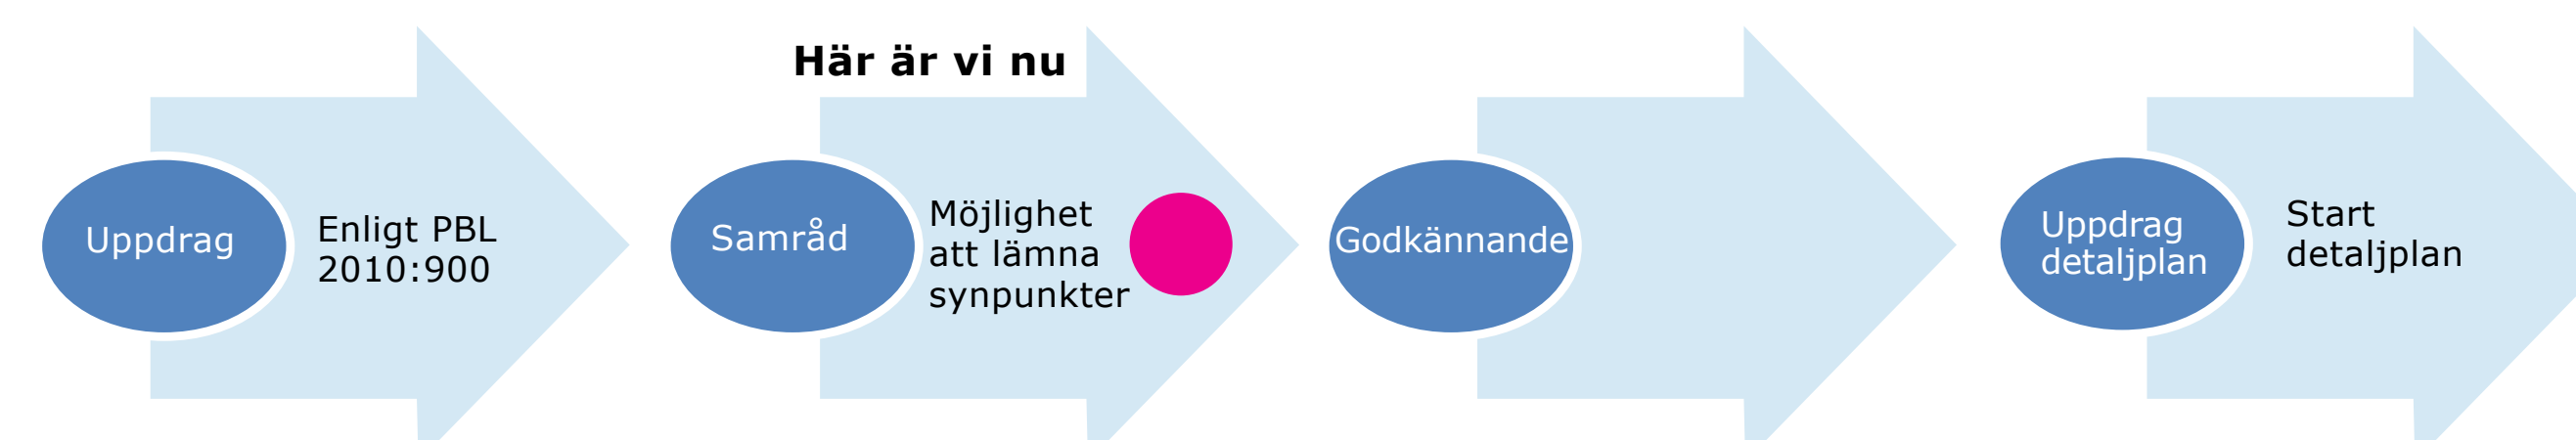 Här är vi nu
Uppdrag
Enligt PBL
2010:900
Samråd
Möjlighet
att lämna
synpunkter
Godkännande
Uppdrag
detaljplan
Start
detaljplan